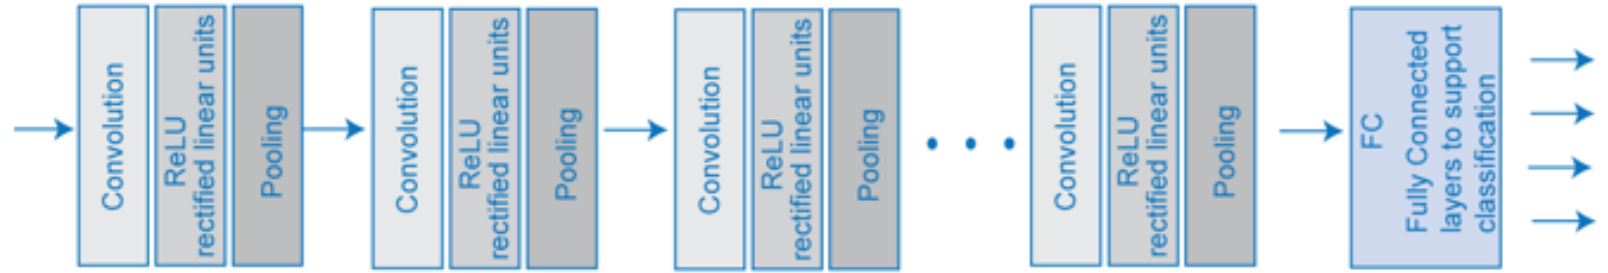 Convolution
ReLU
rectified linear units
Pooling
Convolution
ReLU
rectified linear units
Pooling
Convolution
ReLU
rectified linear units
Pooling
Convolution
ReLU
rectified linear units
Pooling
FC
Fully Connected
layers to support
classification